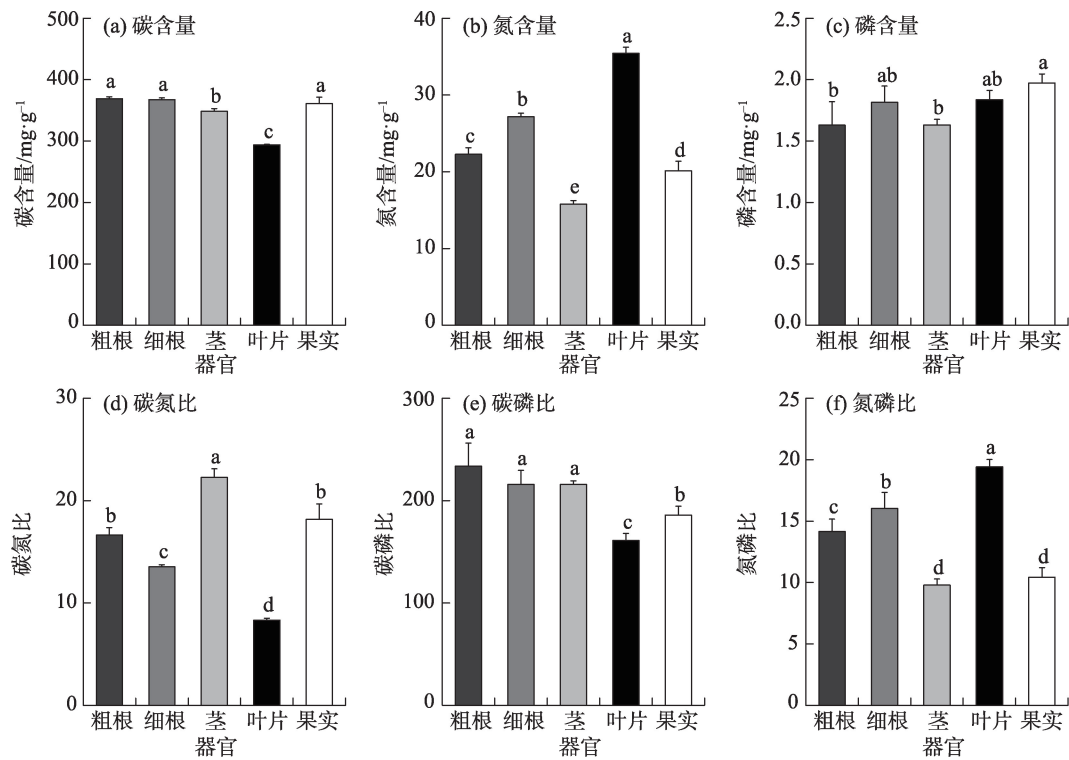 (a) 碳含量
碳含量/mg·g⁻¹
500
400
300
200
100
0
a
a
b
c
a
粗根 细根 茎 叶片 果实
器官
(b) 氮含量
氮含量/mg·g⁻¹
40
30
20
10
0
c
b
e
a
d
粗根 细根 茎 叶片 果实
器官
(c) 磷含量
磷含量/mg·g⁻¹
2.5
2.0
1.5
1.0
0.5
0.0
b
ab
b
ab
a
粗根 细根 茎 叶片 果实
器官
(d) 碳氮比
碳氮比
30
20
10
0
b
c
a
d
b
粗根 细根 茎 叶片 果实
器官
(e) 碳磷比
碳磷比
300
200
100
0
a
a
a
c
b
粗根 细根 茎 叶片 果实
器官
(f) 氮磷比
氮磷比
25
20
15
10
5
0
c
b
d
a
d
粗根 细根 茎 叶片 果实
器官